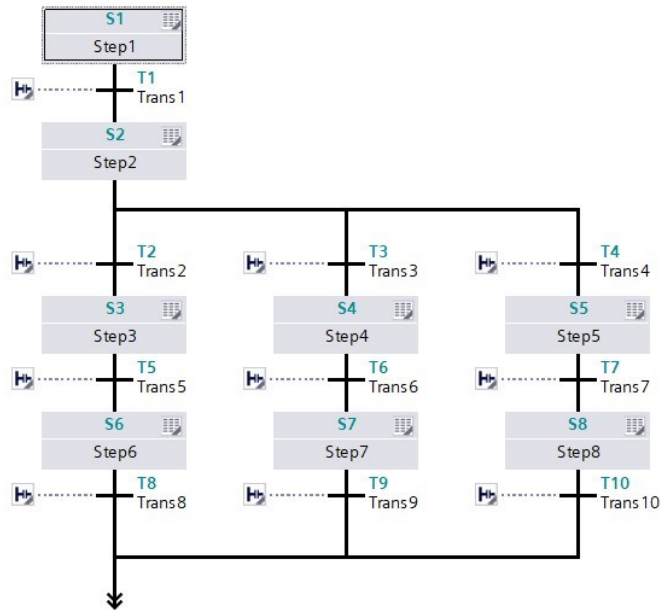 S1
Step1
T1
Trans1
S2
Step2
T2
Trans2
T3
Trans3
T4
Trans4
S3
Step3
S4
Step4
S5
Step5
T5
Trans5
T6
Trans6
T7
Trans7
S6
Step6
S7
Step7
S8
Step8
T8
Trans8
T9
Trans9
T10
Trans10